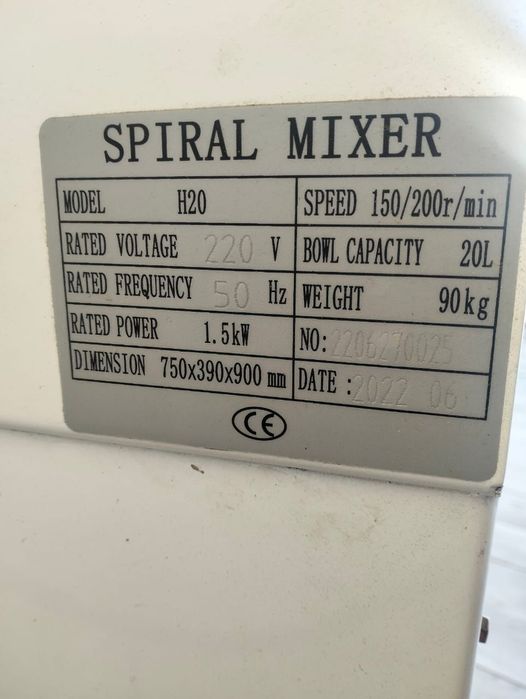 SPIRAL MIXER
MODEL H20
SPEED 150/200r/min
RATED VOLTAGE 220 V
BOWL CAPACITY 20L
RATED FREQUENCY 50 Hz
WEIGHT 90kg
RATED POWER 1.5kW
NO: 2206270025
DIMENSION 750x390x900 mm
DATE : 2022 06
CE